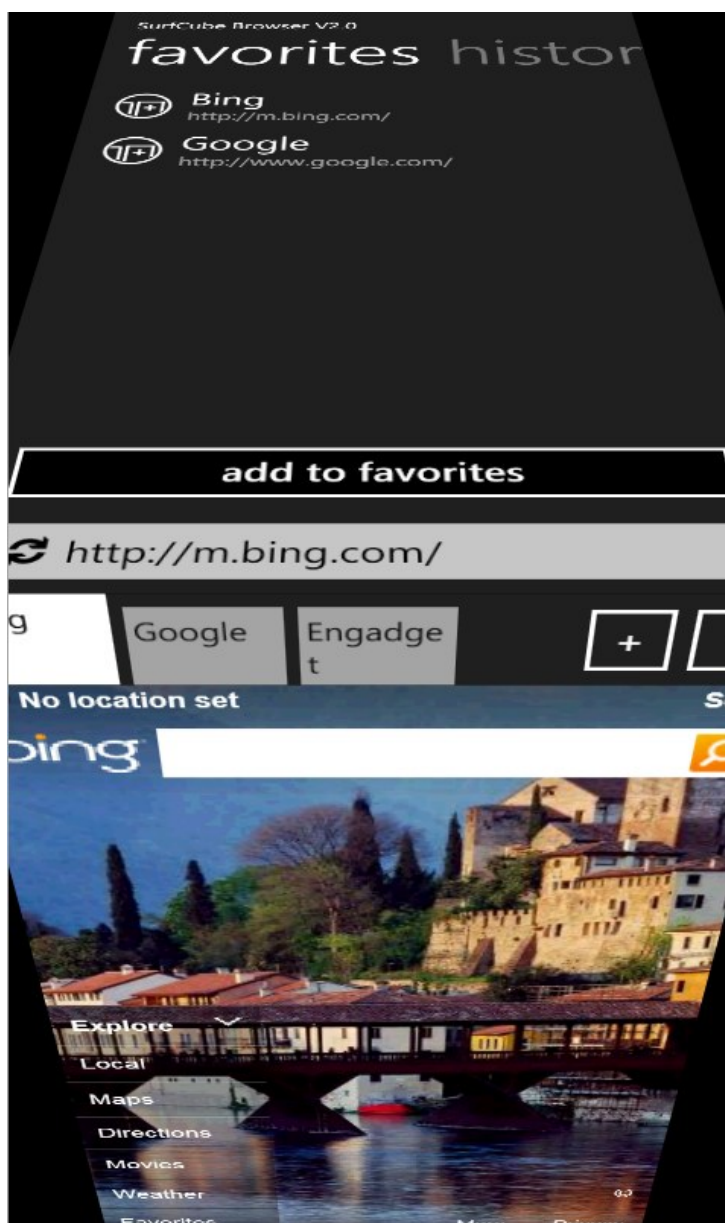 SurfCube Browser V2.0
favorites histor
Bing
http://m.bing.com/
Google
http://www.google.com/
add to favorites
http://m.bing.com/
g
Google
Engadge
t
+
No location set
bing
Explore
Local
Maps
Directions
Movies
Weather
Favorites